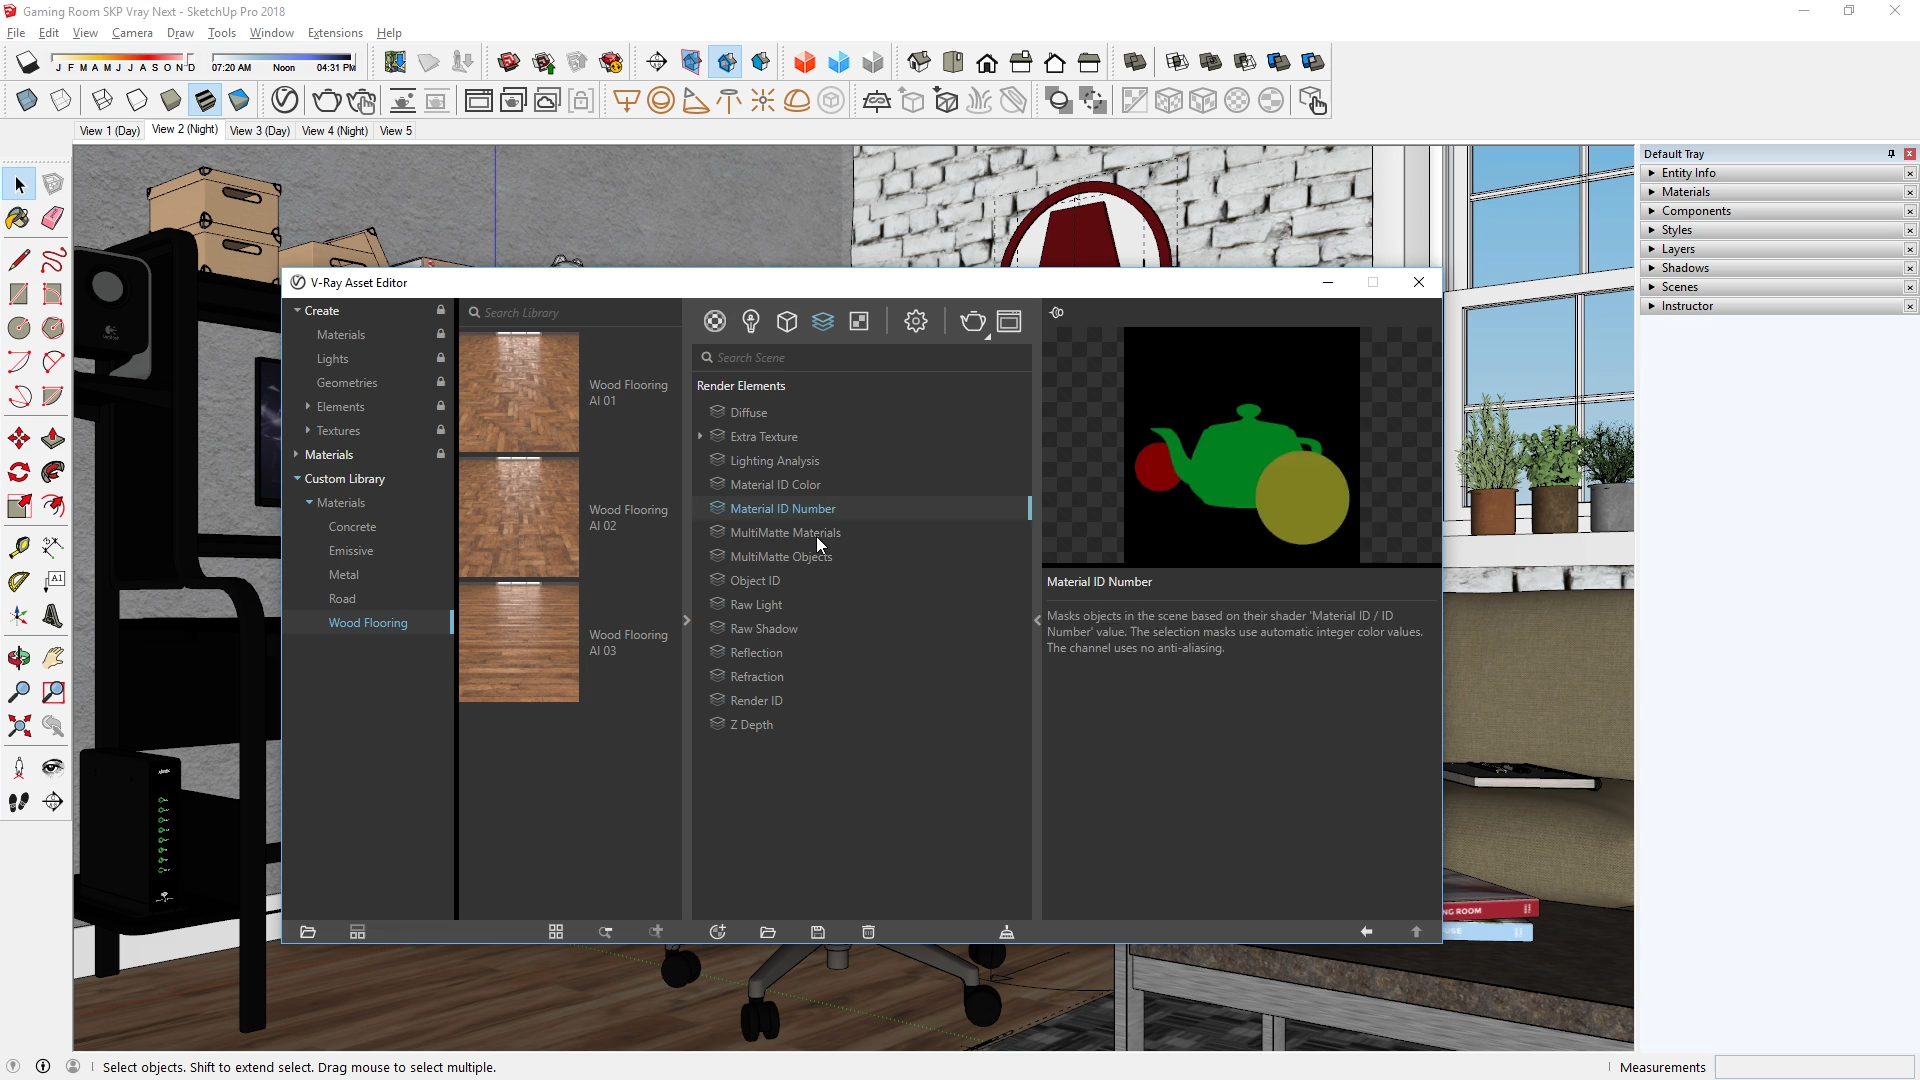 Gaming Room SKP Vray Next - SketchUp Pro 2018
File Edit View Camera Draw Tools Window Extensions Help
J F M A M J J A S O N D 07:20 AM Noon 04:31 PM
View 1 (Day) View 2 (Night) View 3 (Day) View 4 (Night) View 5
Default Tray
Entity Info
Materials
Components
Styles
Layers
Shadows
Scenes
Instructor
A1
V-Ray Asset Editor
Create
Materials
Lights
Geometries
Elements
Textures
Materials
Custom Library
Materials
Concrete
Emissive
Metal
Road
Wood Flooring
Search Library
Wood Flooring
AI 01
Wood Flooring
AI 02
Wood Flooring
AI 03
Search Scene
Render Elements
Diffuse
Extra Texture
Lighting Analysis
Material ID Color
Material ID Number
MultiMatte Materials
MultiMatte Objects
Object ID
Raw Light
Raw Shadow
Reflection
Refraction
Render ID
Z Depth
Material ID Number
Masks objects in the scene based on their shader 'Material ID / ID
Number' value. The selection masks use automatic integer color values.
The channel uses no anti-aliasing.
NG ROOM
Select objects. Shift to extend select. Drag mouse to select multiple.
Measurements